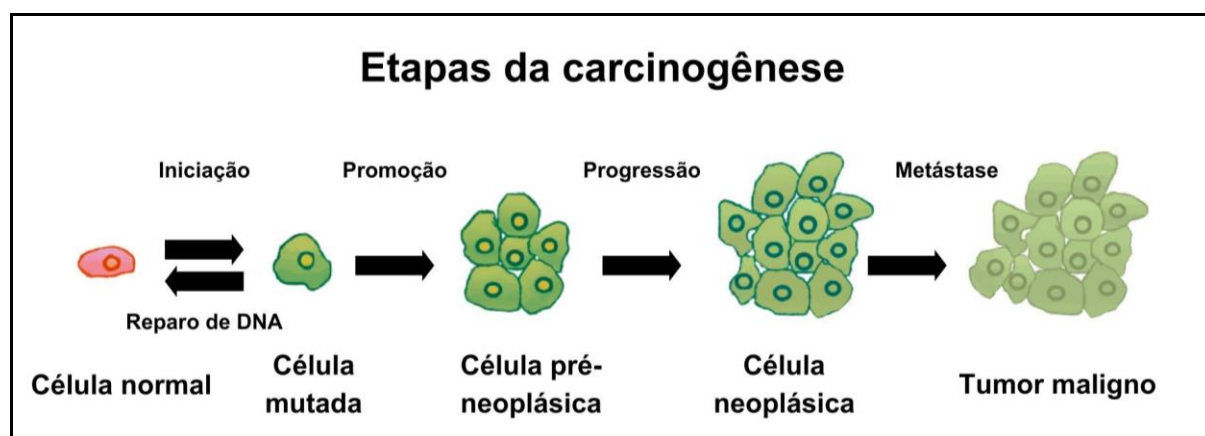 Etapas da carcinogênese
Iniciação
Promoção
Progressão
Metástase
Reparo de DNA
Célula normal
Célula
mutada
Célula pré-
neoplásica
Célula
neoplásica
Tumor maligno